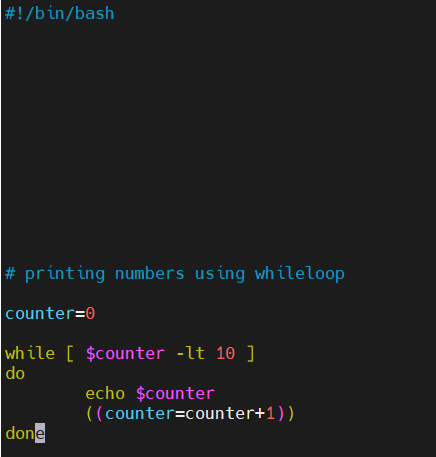 #!/bin/bash
# printing numbers using whileloop
counter=0
while [ $counter -lt 10 ]
do
        echo $counter
        ((counter=counter+1))
done